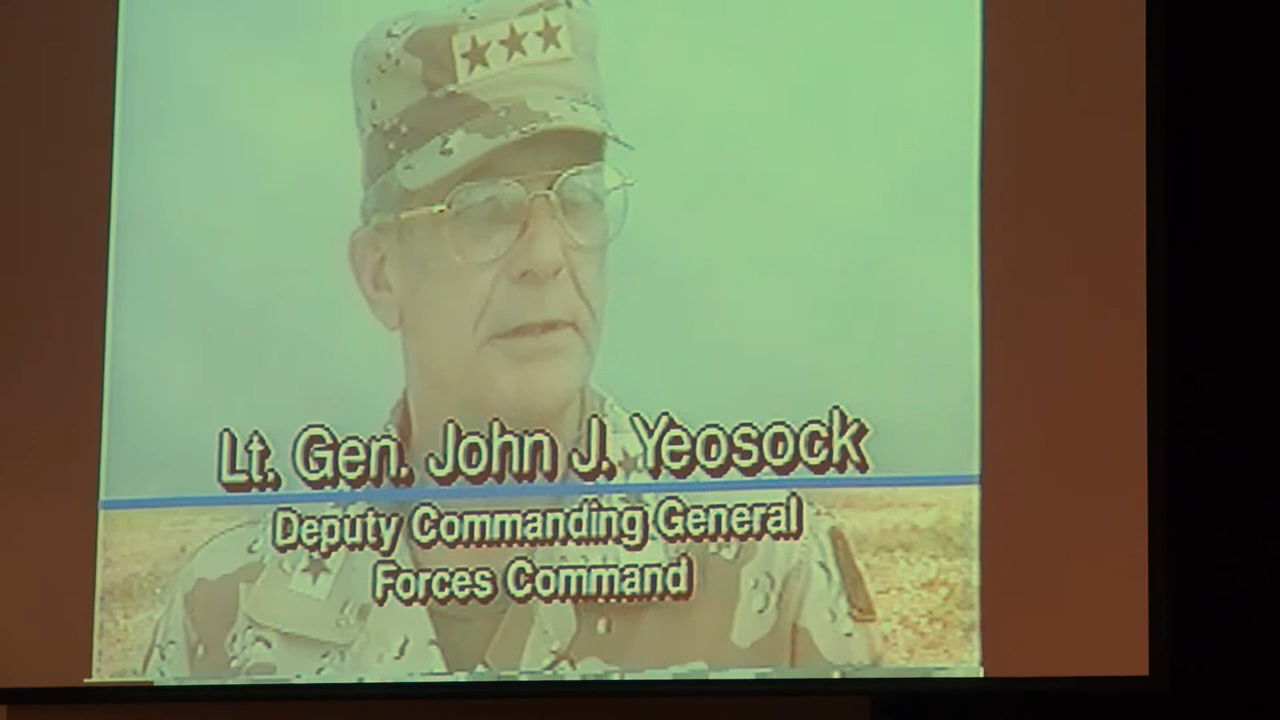 Lt. Gen. John J. Yeosock
Deputy Commanding General
Forces Command